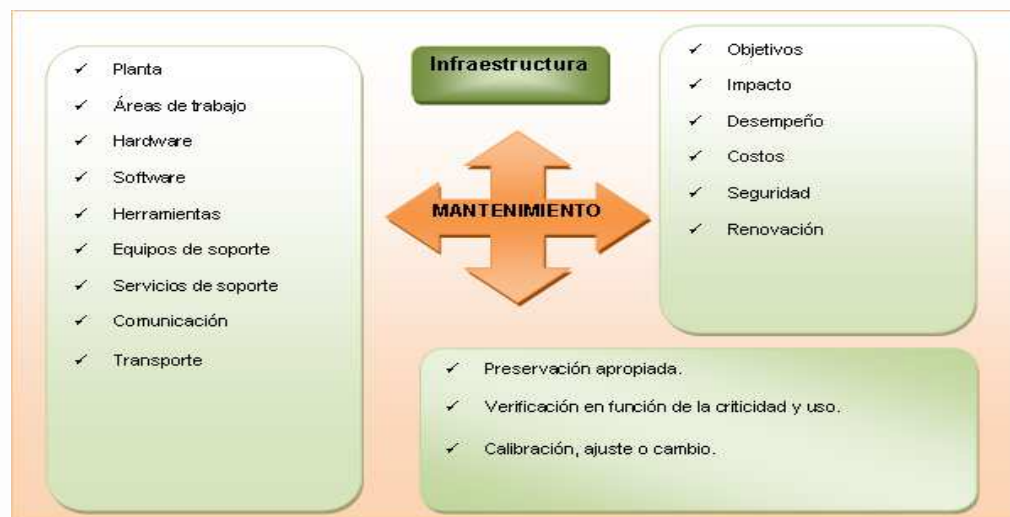 Infraestructura
MANTENIMIENTO
✓ Planta
✓ Áreas de trabajo
✓ Hardware
✓ Software
✓ Herramientas
✓ Equipos de soporte
✓ Servicios de soporte
✓ Comunicación
✓ Transporte
✓ Objetivos
✓ Impacto
✓ Desempeño
✓ Costos
✓ Seguridad
✓ Renovación
✓ Preservación apropiada.
✓ Verificación en función de la criticidad y uso.
✓ Calibración, ajuste o cambio.